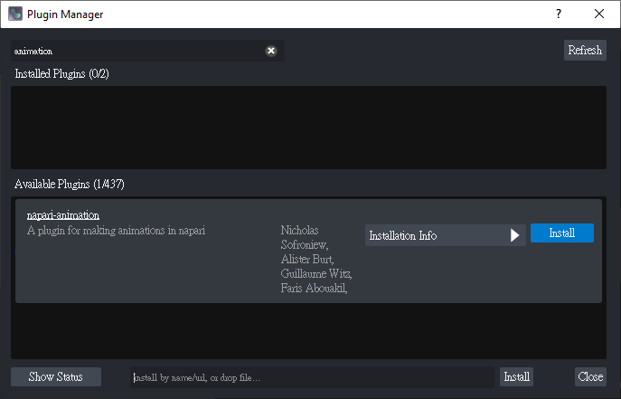 Plugin Manager
?
animation
Refresh
Installed Plugins (0/2)
Available Plugins (1/437)
napari-animation
A plugin for making animations in napari
Nicholas
Sofroniew,
Alister Burt,
Guillaume Witz,
Faris Abouakil,
Installation Info
Install
Show Status
Install by name/url, or drop file...
Install
Close